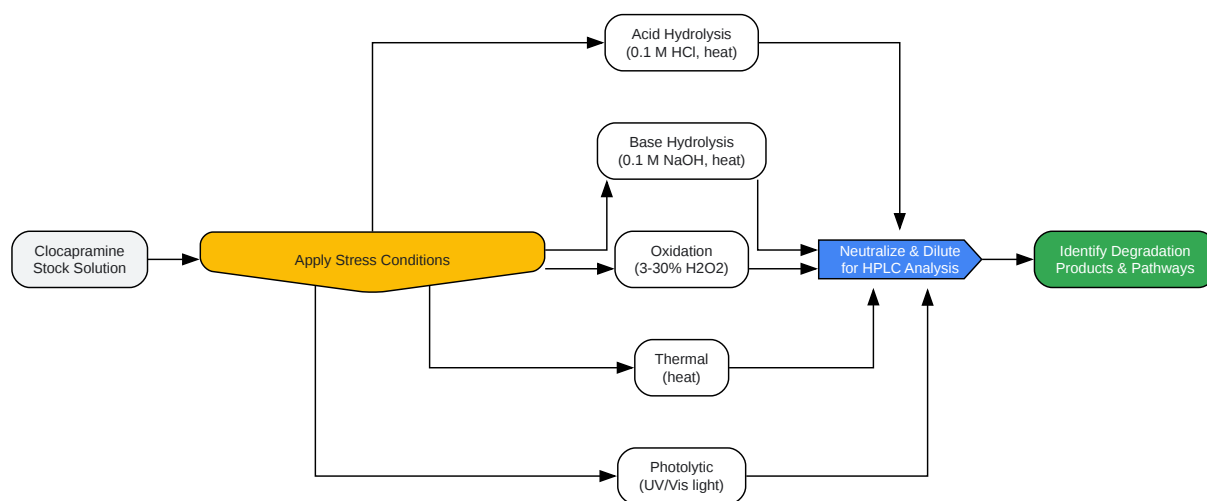 Acid Hydrolysis
(0.1 M HCl, heat)
Base Hydrolysis
(0.1 M NaOH, heat)
Clocapramine
Stock Solution
Apply Stress Conditions
Oxidation
(3-30% H2O2)
Neutralize & Dilute
for HPLC Analysis
Identify Degradation
Products & Pathways
Thermal
(heat)
Photolytic
(UV/Vis light)